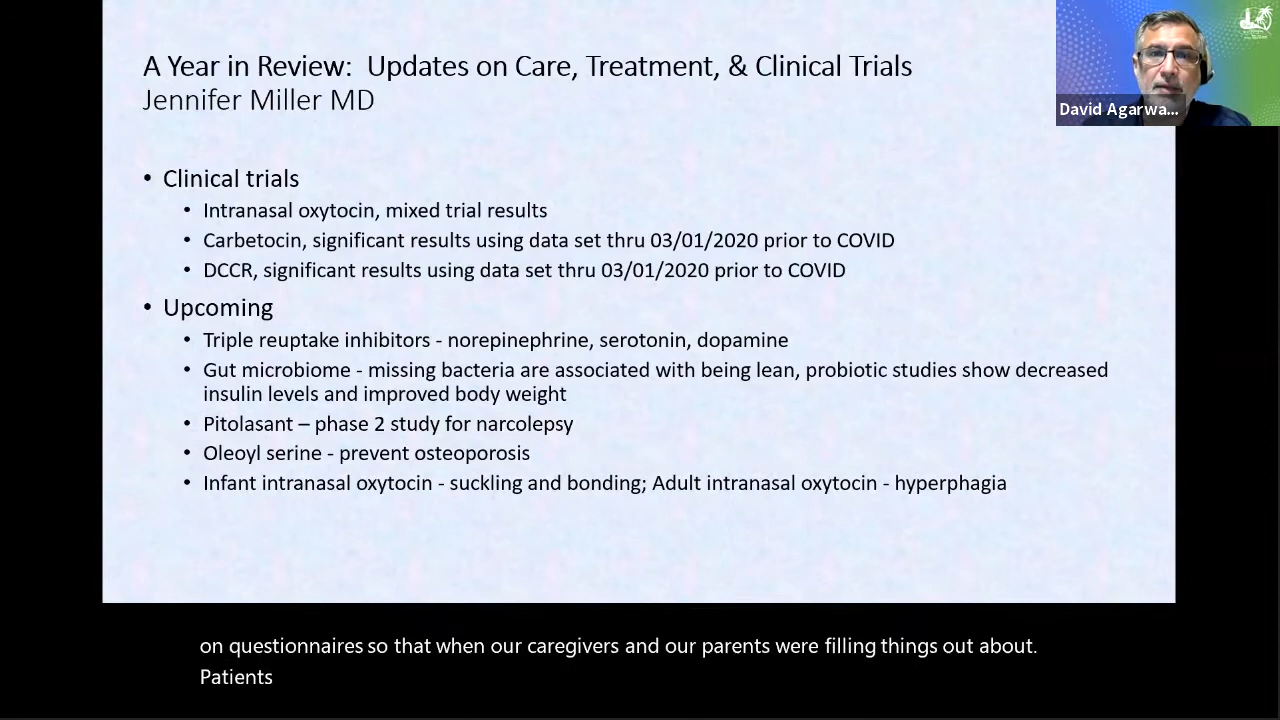 A Year in Review: Updates on Care, Treatment, & Clinical Trials
Jennifer Miller MD
David Agarwa...
• Clinical trials
• Intranasal oxytocin, mixed trial results
• Carbetocin, significant results using data set thru 03/01/2020 prior to COVID
• DCCR, significant results using data set thru 03/01/2020 prior to COVID
• Upcoming
• Triple reuptake inhibitors - norepinephrine, serotonin, dopamine
• Gut microbiome - missing bacteria are associated with being lean, probiotic studies show decreased
insulin levels and improved body weight
• Pitolasant – phase 2 study for narcolepsy
• Oleoyl serine - prevent osteoporosis
• Infant intranasal oxytocin - suckling and bonding; Adult intranasal oxytocin - hyperphagia
on questionnaires so that when our caregivers and our parents were filling things out about.
Patients